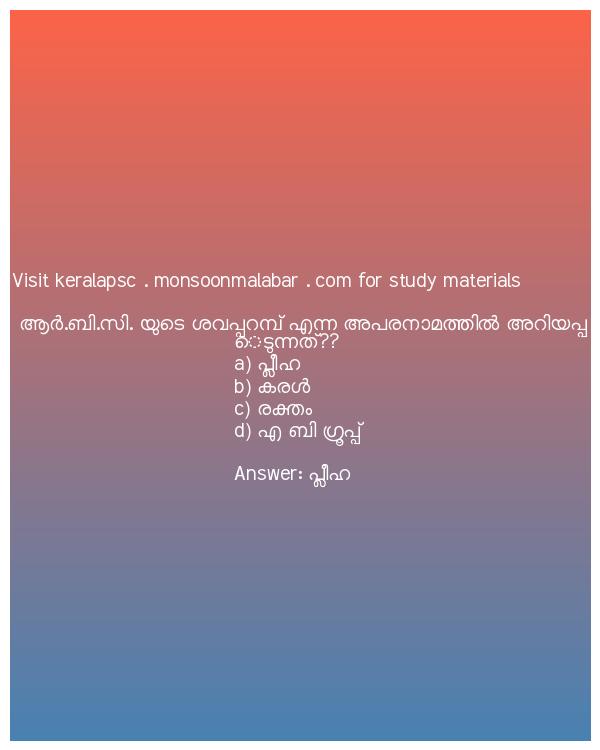 Visit keralapsc . monsoonmalabar . com for study materials
ആർ.ബി.സി. യുടെ ശവപ്പറമ്പ് എന്ന അപരനാമത്തിൽ അറിയപ്പ
െടുന്നത്??
a) പ്ലീഹ
b) കരൾ
c) രക്തം
d) എ ബി ഗ്രൂപ്പ്
Answer: പ്ലീഹ